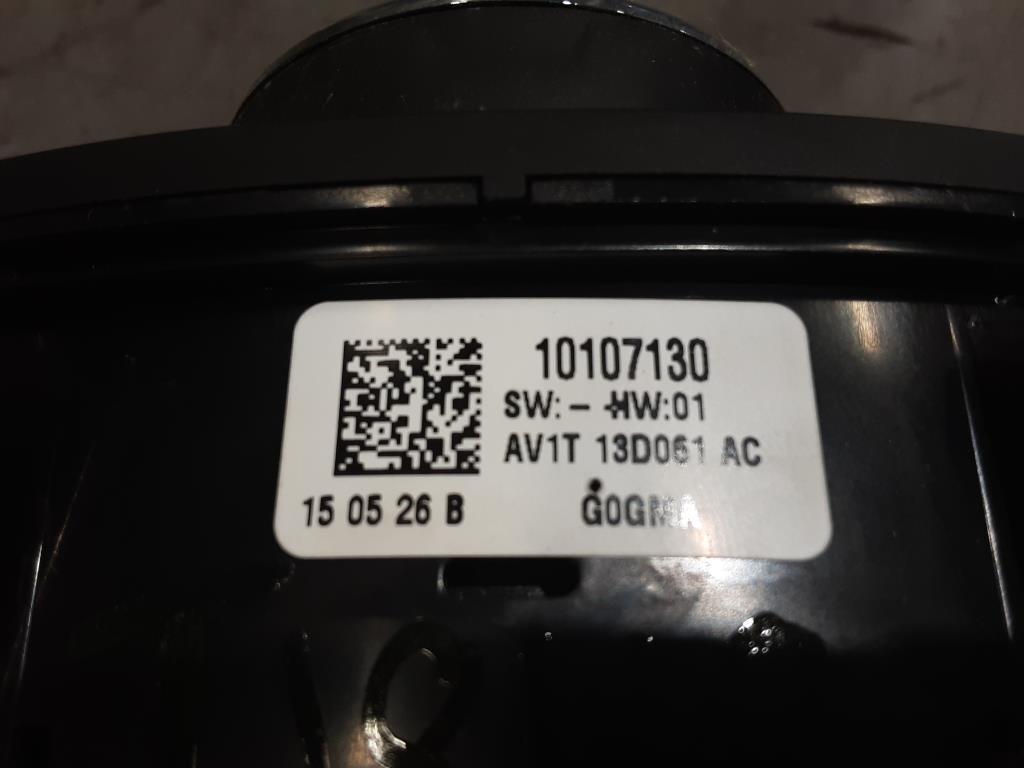 10107130
SW: - HW:01
AV1T 13D061 AC
15 05 26 B G0GMA